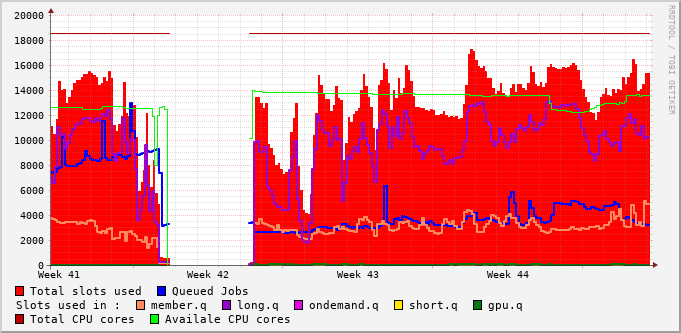 20000
18000
16000
14000
12000
10000
8000
6000
4000
2000
0
Week 41 Week 42 Week 43 Week 44
RRDTOOL / TOBI OETIKER
Total slots used Queued Jobs
Slots used in : member.q long.q ondemand.q short.q gpu.q
Total CPU cores Availale CPU cores